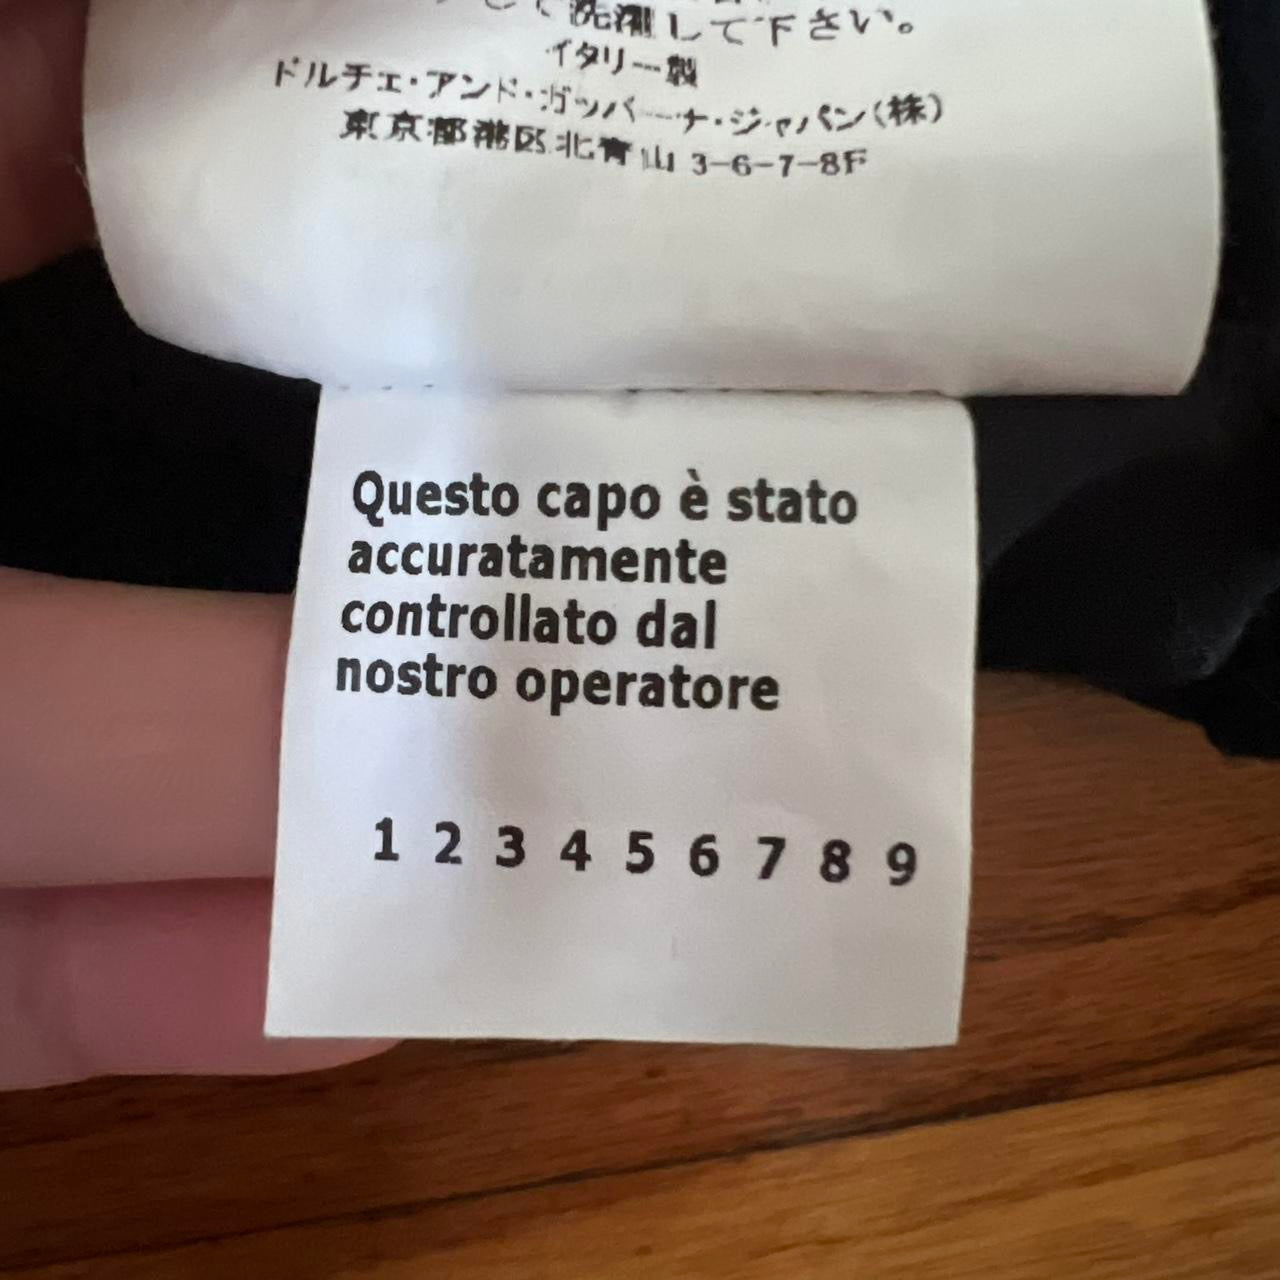 洗濯して下さい。
イタリー製
ドルチェ・アンド・ガッバーナ・ジャパン(株)
東京都港区北青山 3-6-7-8F
Questo capo è stato
accuratamente
controllato dal
nostro operatore
1 2 3 4 5 6 7 8 9